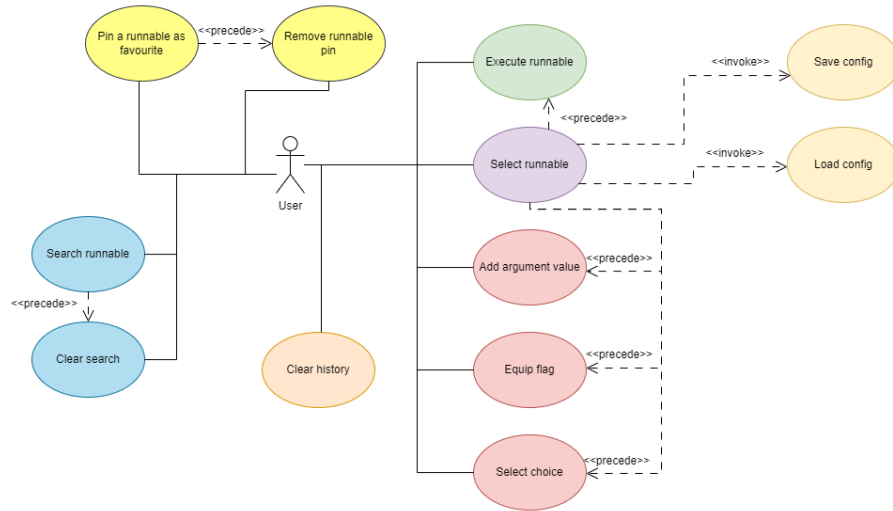 Pin a runnable as
favourite
<<precede>>
Remove runnable
pin
Execute runnable
<<invoke>>
Save config
<<precede>>
Select runnable
<<invoke>>
Load config
User
Search runnable
<<precede>>
Clear search
Clear history
Add argument value
<<precede>>
Equip flag
<<precede>>
Select choice
<<precede>>